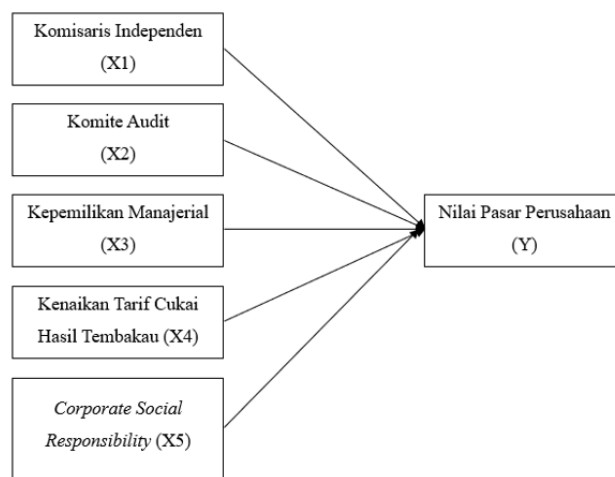 Komisaris Independen
(X1)
Komite Audit
(X2)
Kepemilikan Manajerial
(X3)
Kenaikan Tarif Cukai
Hasil Tembakau (X4)
Corporate Social
Responsibility (X5)
Nilai Pasar Perusahaan
(Y)